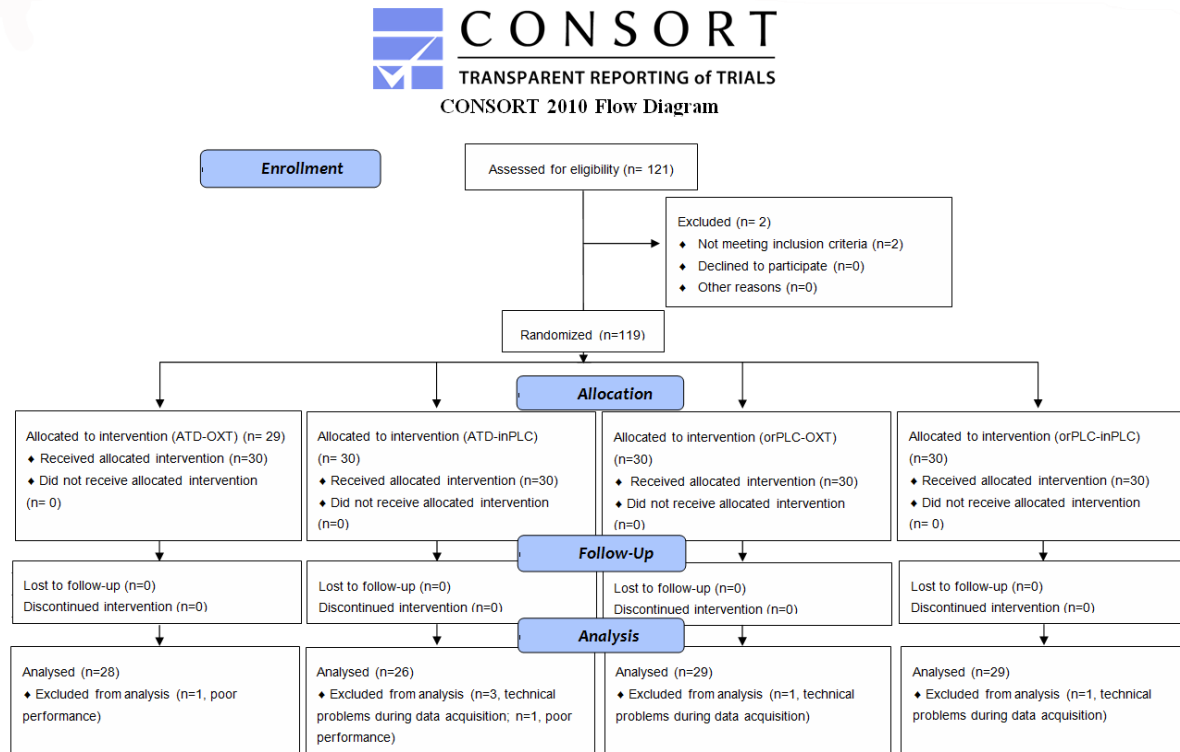 CONSORT
TRANSPARENT REPORTING of TRIALS
CONSORT 2010 Flow Diagram
Enrollment
Assessed for eligibility (n= 121)
Excluded (n= 2)
♦ Not meeting inclusion criteria (n=2)
♦ Declined to participate (n=0)
♦ Other reasons (n=0)
Randomized (n=119)
Allocation
Allocated to intervention (ATD-OXT) (n= 29)
♦ Received allocated intervention (n=30)
♦ Did not receive allocated intervention
(n= 0)
Allocated to intervention (ATD-inPLC)
(n= 30)
♦ Received allocated intervention (n=30)
♦ Did not receive allocated intervention
(n=0)
Allocated to intervention (orPLC-OXT)
(n=30)
♦ Received allocated intervention (n=30)
♦ Did not receive allocated intervention
(n=0)
Allocated to intervention (orPLC-inPLC)
(n=30)
♦ Received allocated intervention (n=30)
♦ Did not receive allocated intervention
(n= 0)
Follow-Up
Lost to follow-up (n=0)
Discontinued intervention (n=0)
Lost to follow-up (n=0)
Discontinued intervention (n=0)
Lost to follow-up (n=0)
Discontinued intervention (n=0)
Lost to follow-up (n=0)
Discontinued intervention (n=0)
Analysis
Analysed (n=28)
♦ Excluded from analysis (n=1, poor
performance)
Analysed (n=26)
♦ Excluded from analysis (n=3, technical
problems during data acquisition; n=1, poor
performance)
Analysed (n=29)
♦ Excluded from analysis (n=1, technical
problems during data acquisition)
Analysed (n=29)
♦ Excluded from analysis (n=1, technical
problems during data acquisition)